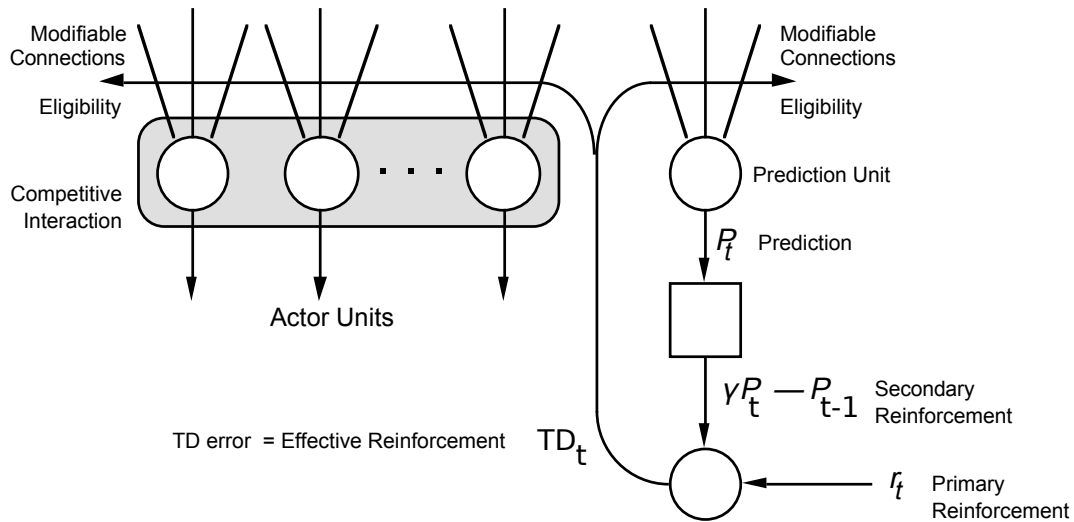 Modifiable
Connections
Eligibility
Modifiable
Connections
Eligibility
Competitive
Interaction
. . .
Prediction Unit
P_t Prediction
Actor Units
γP_t — P_{t-1} Secondary
Reinforcement
TD error = Effective Reinforcement TD_t
r_t Primary
Reinforcement